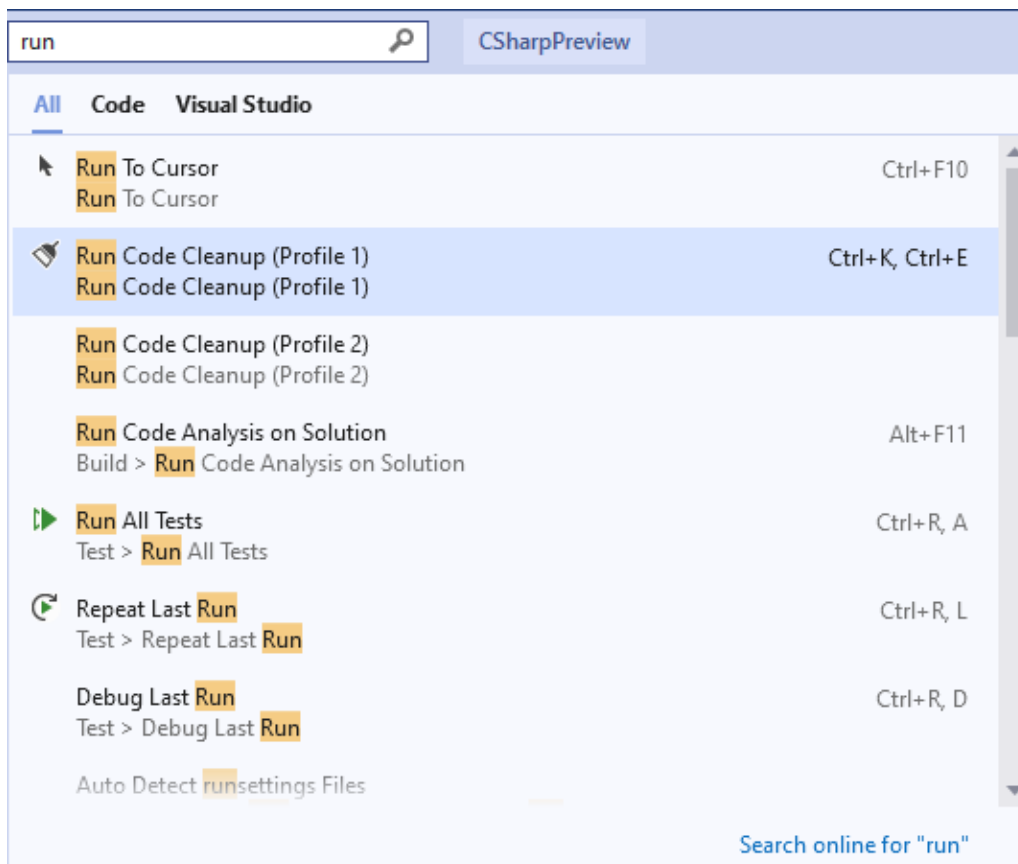 run
CSharpPreview
All Code Visual Studio
Run To Cursor Ctrl+F10
Run To Cursor
Run Code Cleanup (Profile 1) Ctrl+K, Ctrl+E
Run Code Cleanup (Profile 1)
Run Code Cleanup (Profile 2)
Run Code Cleanup (Profile 2)
Run Code Analysis on Solution Alt+F11
Build > Run Code Analysis on Solution
Run All Tests Ctrl+R, A
Test > Run All Tests
Repeat Last Run Ctrl+R, L
Test > Repeat Last Run
Debug Last Run Ctrl+R, D
Test > Debug Last Run
Auto Detect runsettings Files
Search online for "run"